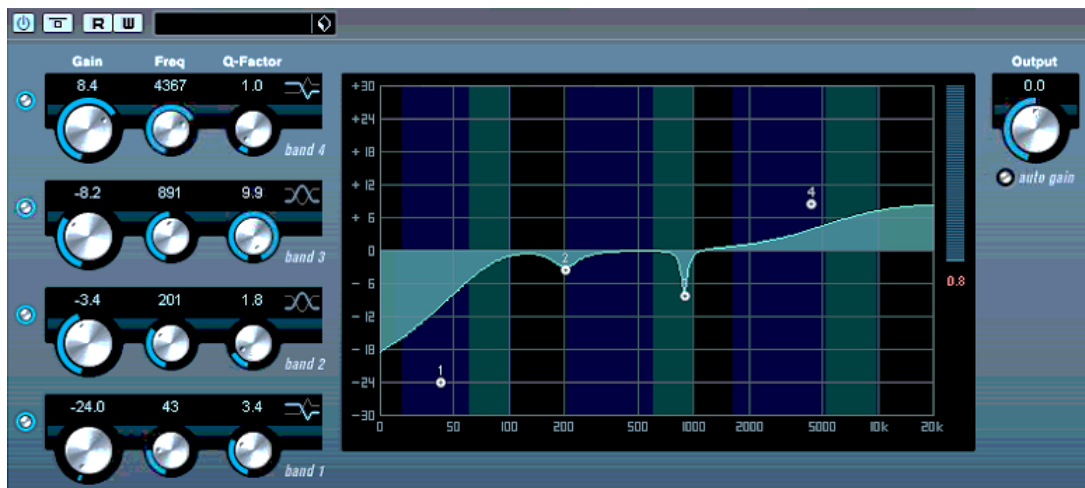 R W
Gain Freq Q-Factor
8.4 4367 1.0
band 4
-8.2 891 9.9
band 3
-3.4 201 1.8
band 2
-24.0 43 3.4
band 1
+30
+24
+18
+12
+6
0
-6
-12
-18
-24
-30
0 50 100 200 500 1000 2000 5000 10k 20k
1
2
4
0.8
Output
0.0
auto gain